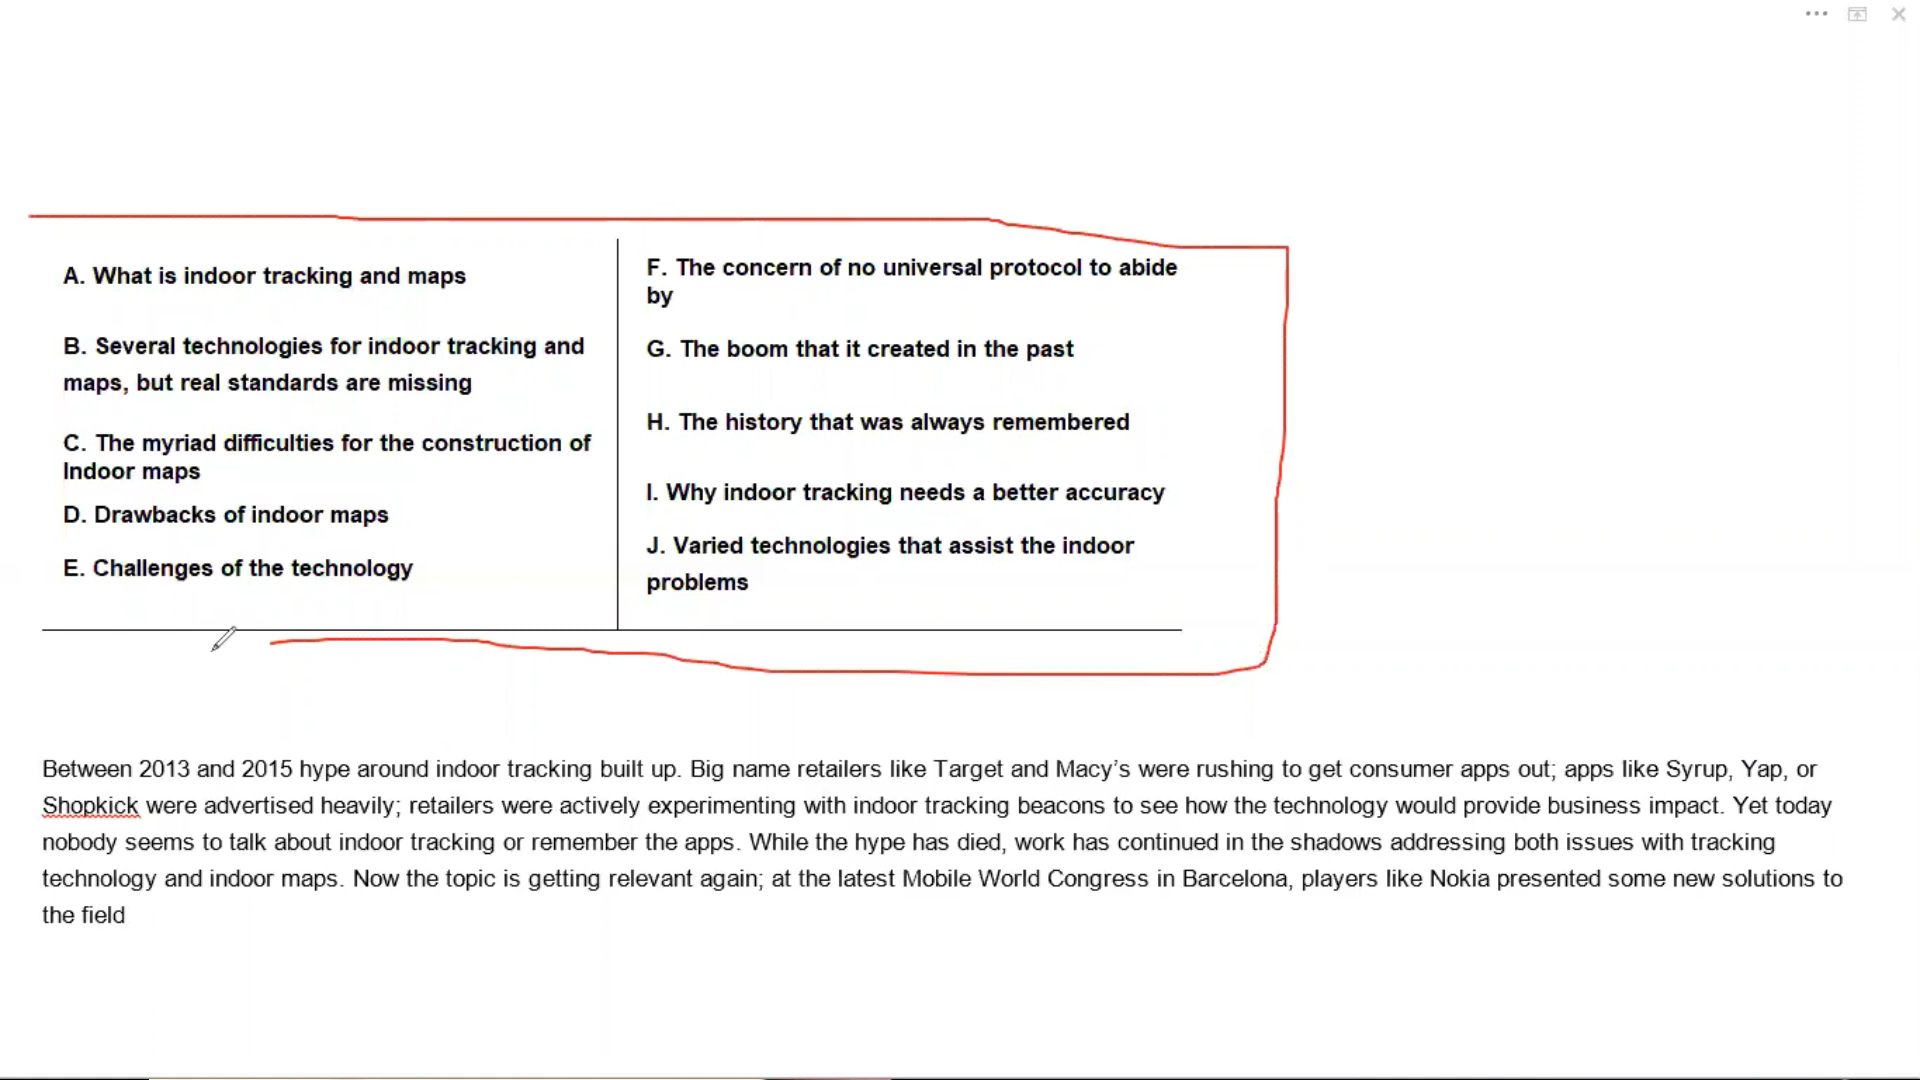 A. What is indoor tracking and maps
B. Several technologies for indoor tracking and
maps, but real standards are missing
C. The myriad difficulties for the construction of
Indoor maps
D. Drawbacks of indoor maps
E. Challenges of the technology
F. The concern of no universal protocol to abide
by
G. The boom that it created in the past
H. The history that was always remembered
I. Why indoor tracking needs a better accuracy
J. Varied technologies that assist the indoor
problems
Between 2013 and 2015 hype around indoor tracking built up. Big name retailers like Target and Macy’s were rushing to get consumer apps out; apps like Syrup, Yap, or
Shopkick were advertised heavily; retailers were actively experimenting with indoor tracking beacons to see how the technology would provide business impact. Yet today
nobody seems to talk about indoor tracking or remember the apps. While the hype has died, work has continued in the shadows addressing both issues with tracking
technology and indoor maps. Now the topic is getting relevant again; at the latest Mobile World Congress in Barcelona, players like Nokia presented some new solutions to
the field